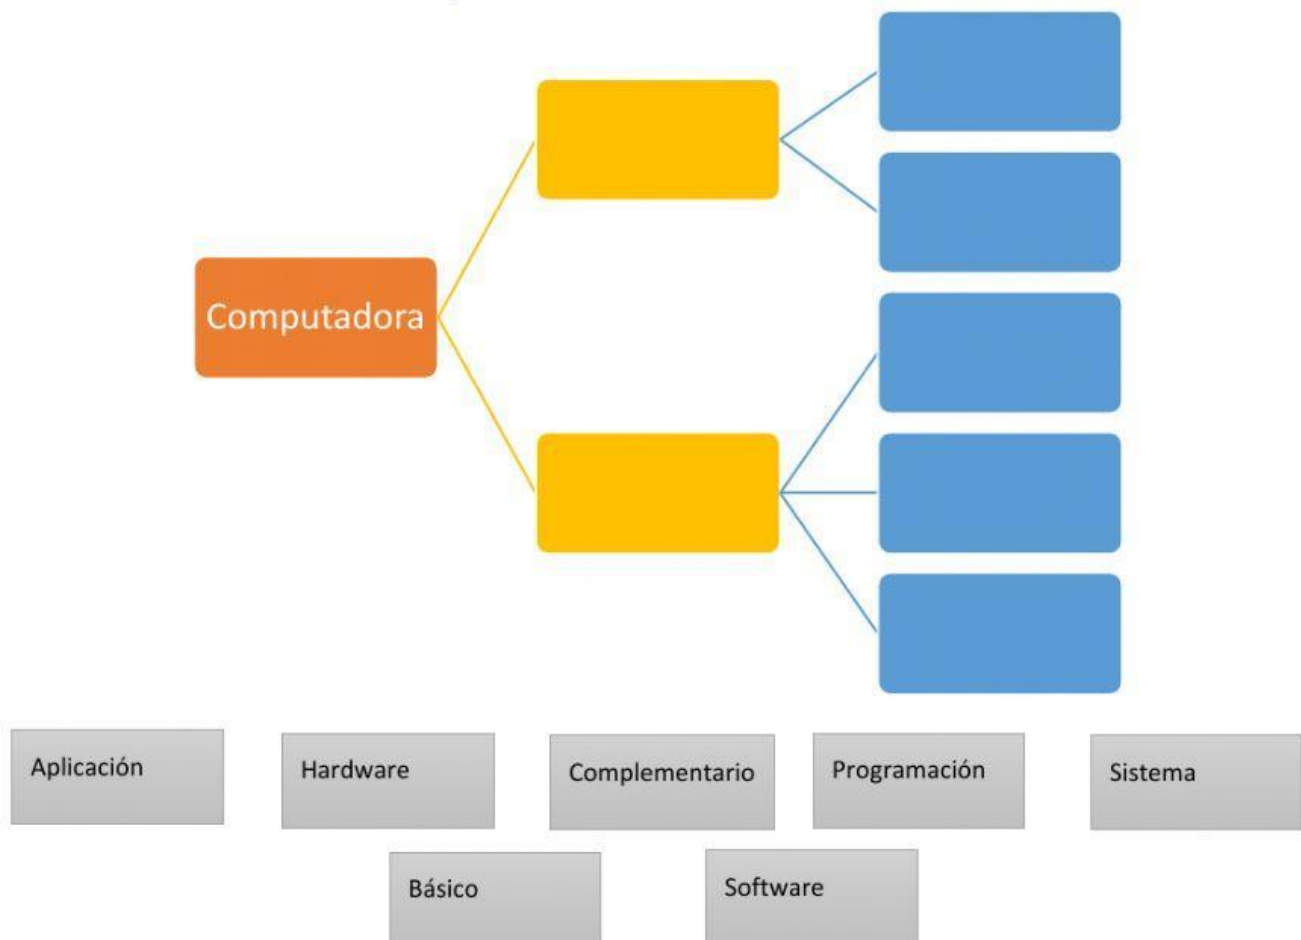 Computadora
Aplicación
Hardware
Complementario
Programación
Sistema
Básico
Software